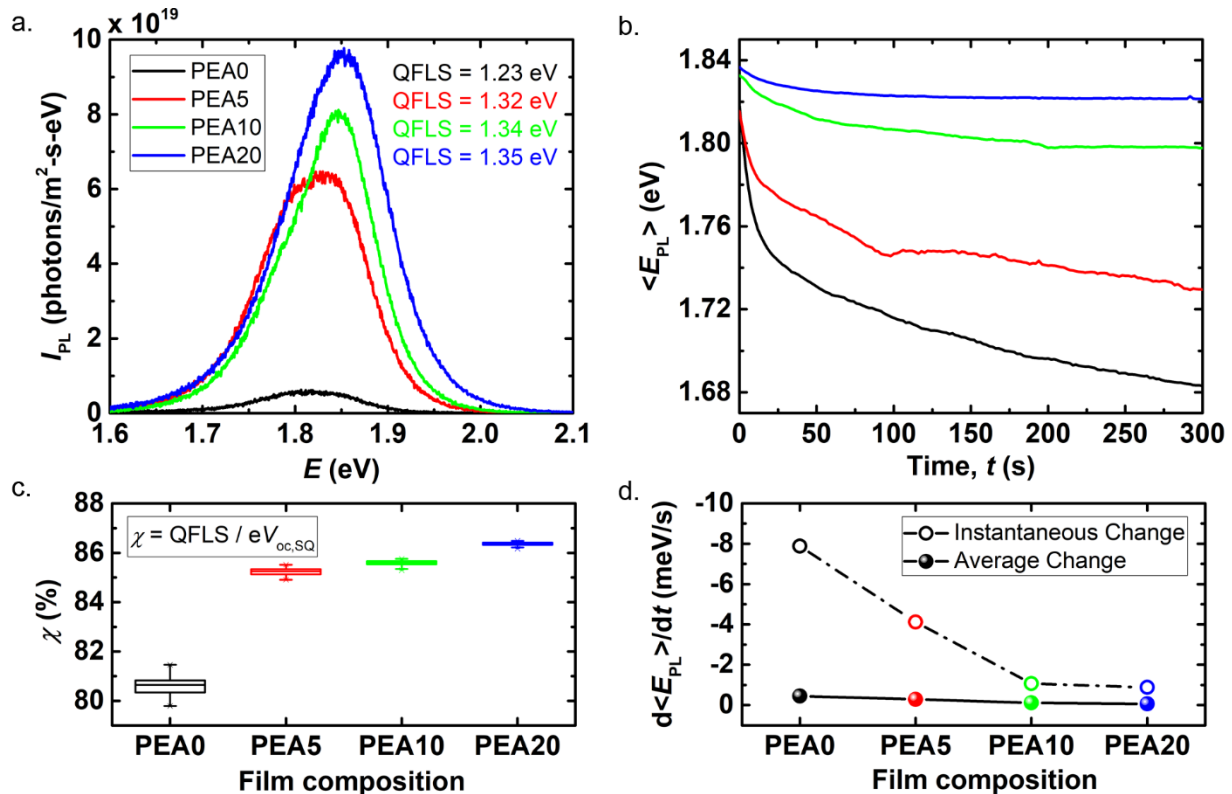 a.
x 10^19
PEA0
PEA5
PEA10
PEA20
QFLS = 1.23 eV
QFLS = 1.32 eV
QFLS = 1.34 eV
QFLS = 1.35 eV
10
8
6
4
2
0
I_PL (photons/m²-s-eV)
1.6 1.7 1.8 1.9 2.0 2.1
E (eV)
b.
1.84
1.80
1.76
1.72
1.68
<E_PL> (eV)
0 50 100 150 200 250 300
Time, t (s)
c.
88
86
84
82
80
χ (%)
χ = QFLS / eV_oc,SQ
PEA0 PEA5 PEA10 PEA20
Film composition
d.
-10
-8
-6
-4
-2
0
d<E_PL>/dt (meV/s)
Instantaneous Change
Average Change
PEA0 PEA5 PEA10 PEA20
Film composition